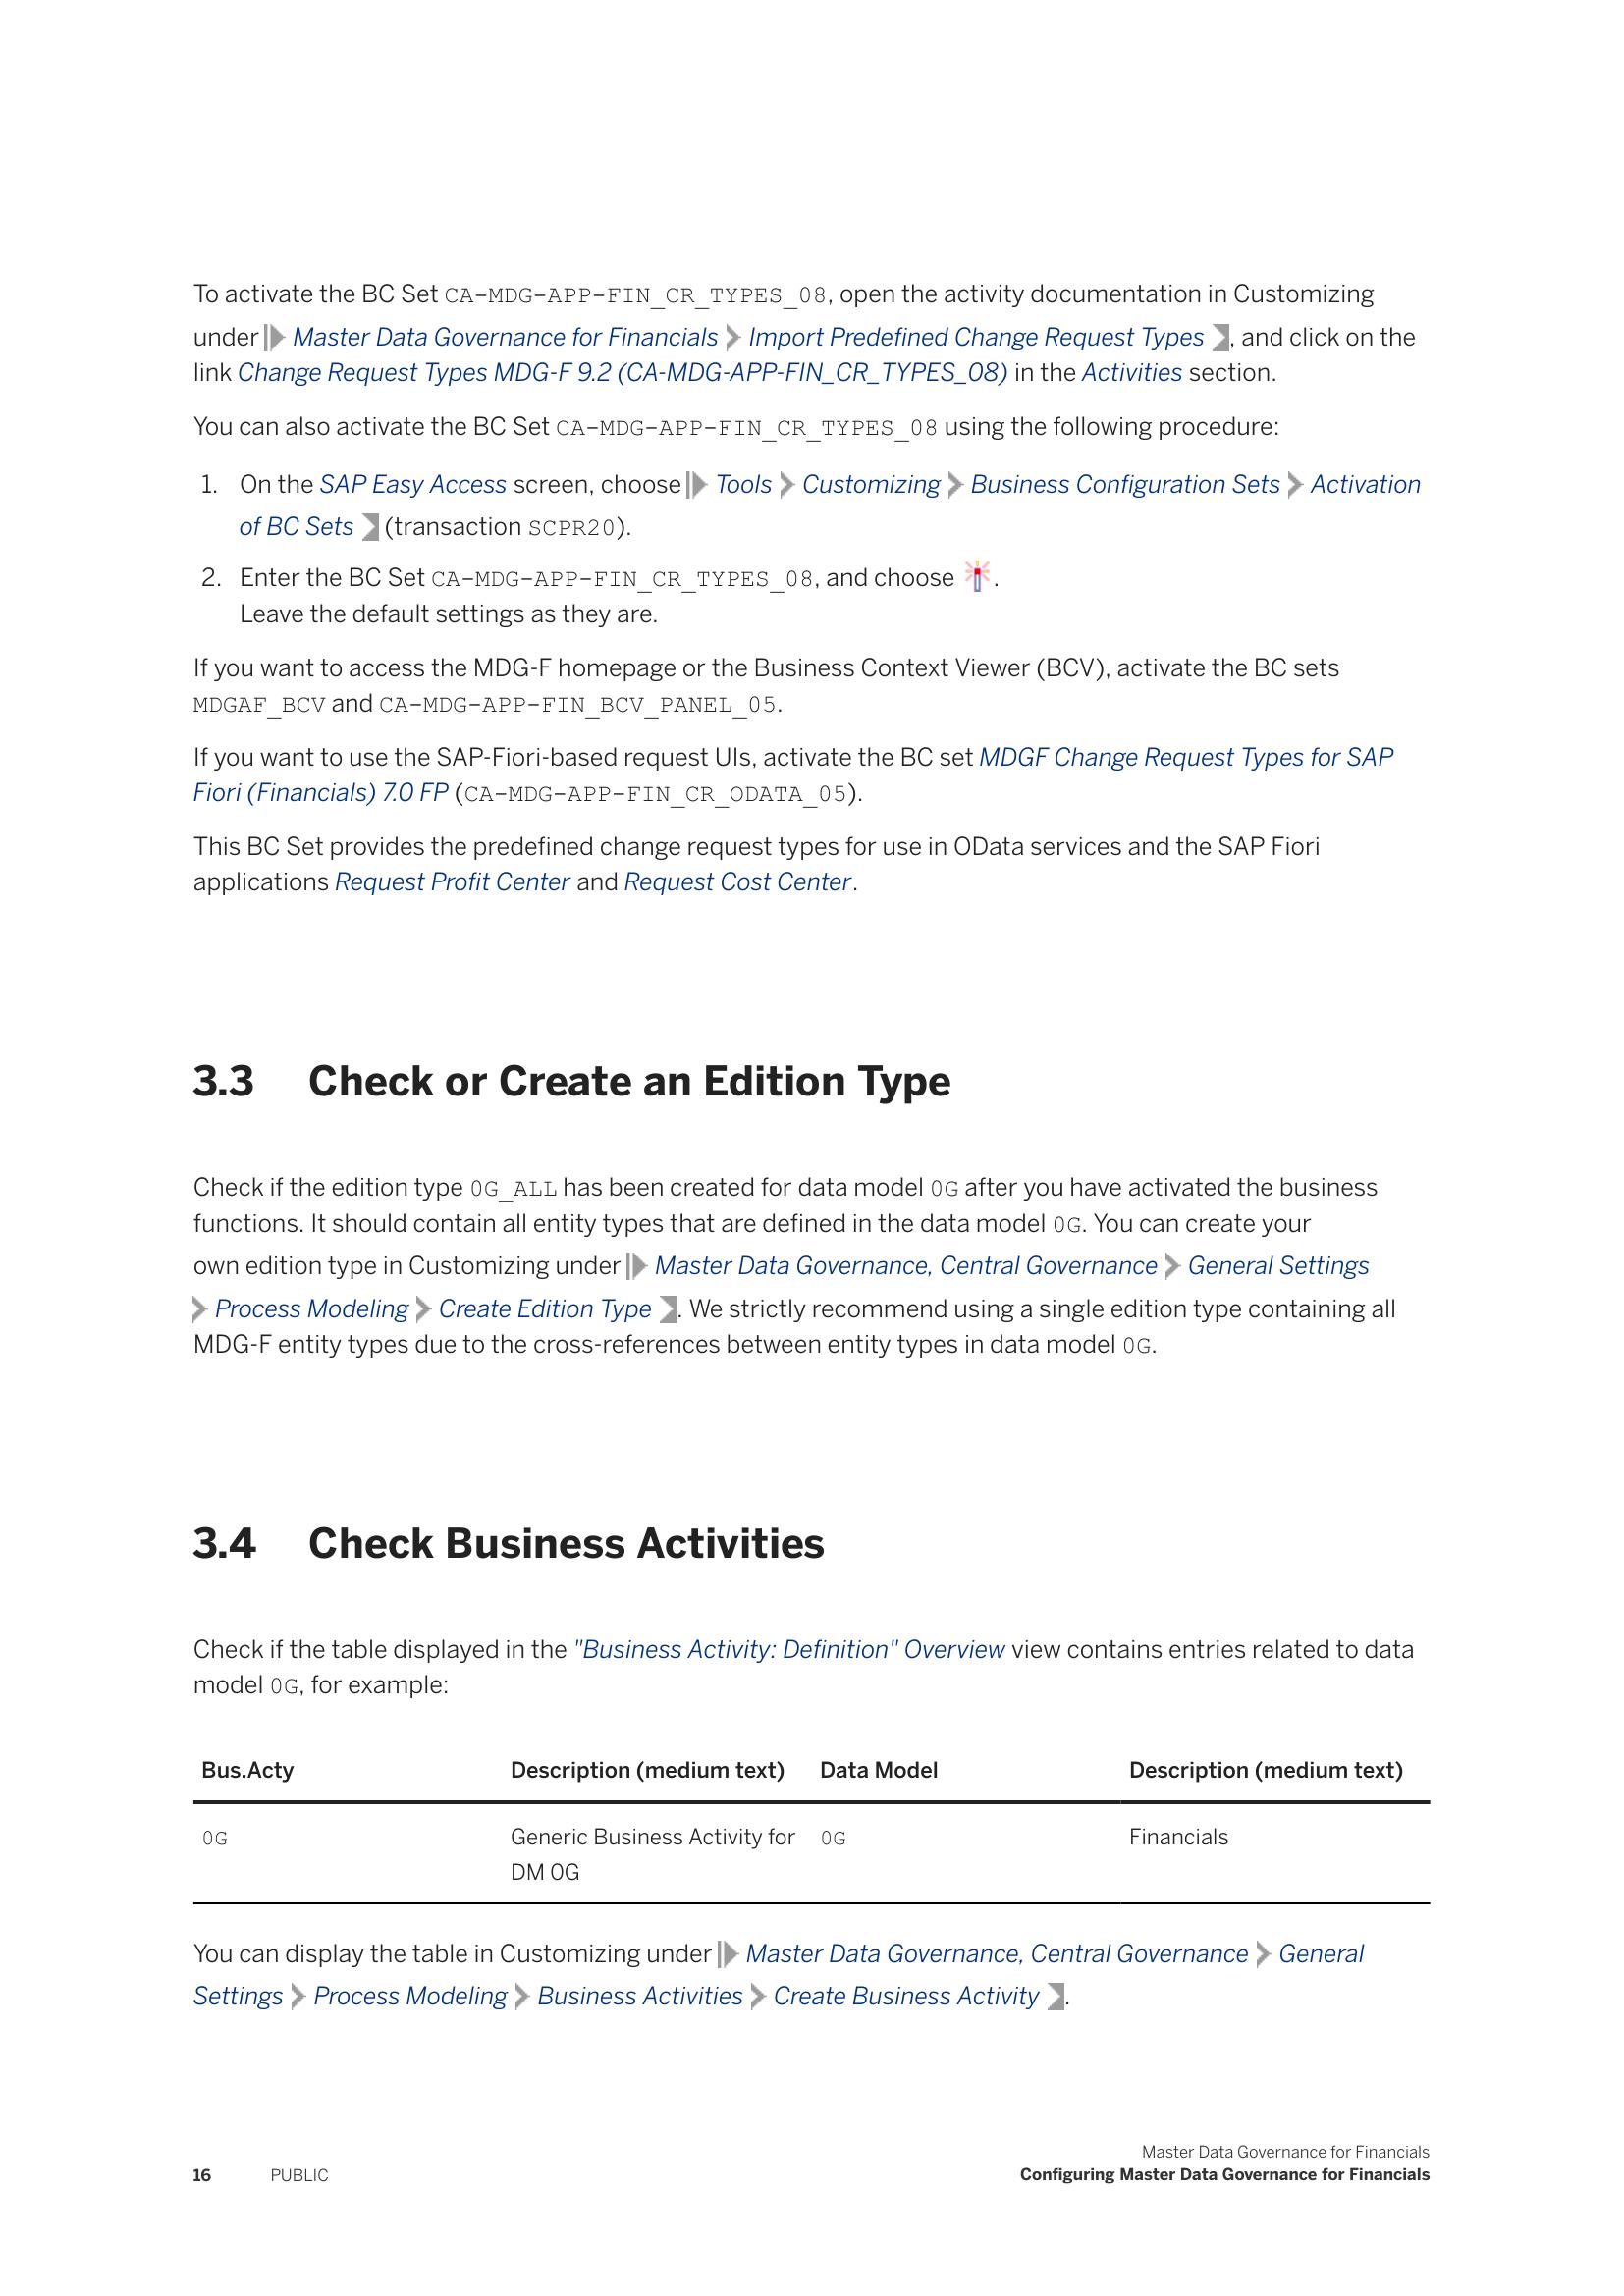 To activate the BC Set CA-MDG-APP-FIN_CR_TYPES_08, open the activity documentation in Customizing
under Master Data Governance for Financials Import Predefined Change Request Types , and click on the
link Change Request Types MDG-F 9.2 (CA-MDG-APP-FIN_CR_TYPES_08) in the Activities section.
You can also activate the BC Set CA-MDG-APP-FIN_CR_TYPES_08 using the following procedure:
1. On the SAP Easy Access screen, choose Tools Customizing Business Configuration Sets Activation
of BC Sets (transaction SCPR20).
2. Enter the BC Set CA-MDG-APP-FIN_CR_TYPES_08, and choose .
Leave the default settings as they are.
If you want to access the MDG-F homepage or the Business Context Viewer (BCV), activate the BC sets
MDGAF_BCV and CA-MDG-APP-FIN_BCV_PANEL_05.
If you want to use the SAP-Fiori-based request UIs, activate the BC set MDGF Change Request Types for SAP
Fiori (Financials) 7.0 FP (CA-MDG-APP-FIN_CR_ODATA_05).
This BC Set provides the predefined change request types for use in OData services and the SAP Fiori
applications Request Profit Center and Request Cost Center.
3.3 Check or Create an Edition Type
Check if the edition type 0G_ALL has been created for data model 0G after you have activated the business
functions. It should contain all entity types that are defined in the data model 0G. You can create your
own edition type in Customizing under Master Data Governance, Central Governance General Settings
Process Modeling Create Edition Type . We strictly recommend using a single edition type containing all
MDG-F entity types due to the cross-references between entity types in data model 0G.
3.4 Check Business Activities
Check if the table displayed in the "Business Activity: Definition" Overview view contains entries related to data
model 0G, for example:
Bus.Acty Description (medium text) Data Model Description (medium text)
0G Generic Business Activity for 0G Financials
DM 0G
You can display the table in Customizing under Master Data Governance, Central Governance General
Settings Process Modeling Business Activities Create Business Activity .
Master Data Governance for Financials
16 PUBLIC Configuring Master Data Governance for Financials